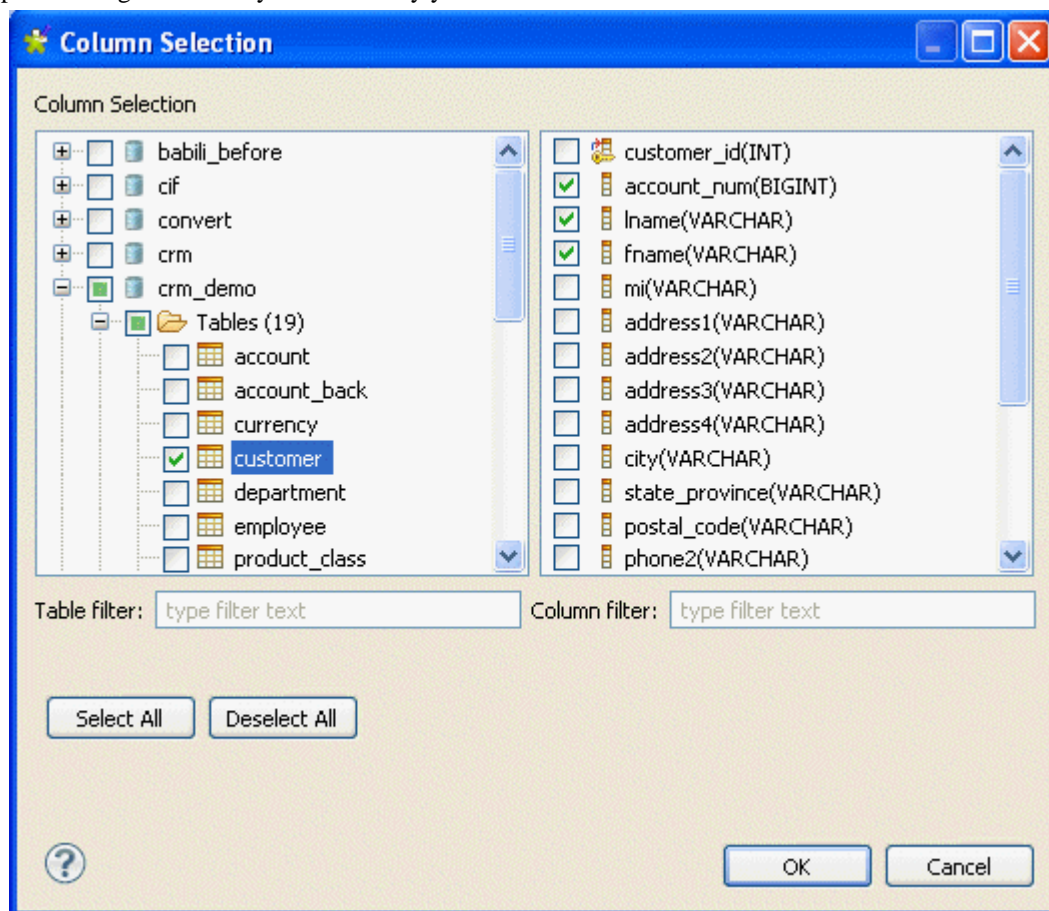 Column Selection
Column Selection
babili_before
cif
convert
crm
crm_demo
Tables (19)
account
account_back
currency
customer
department
employee
product_class
customer_id(INT)
account_num(BIGINT)
lname(VARCHAR)
fname(VARCHAR)
mi(VARCHAR)
address1(VARCHAR)
address2(VARCHAR)
address3(VARCHAR)
address4(VARCHAR)
city(VARCHAR)
state_province(VARCHAR)
postal_code(VARCHAR)
phone2(VARCHAR)
Table filter: type filter text Column filter: type filter text
Select All Deselect All
? OK Cancel